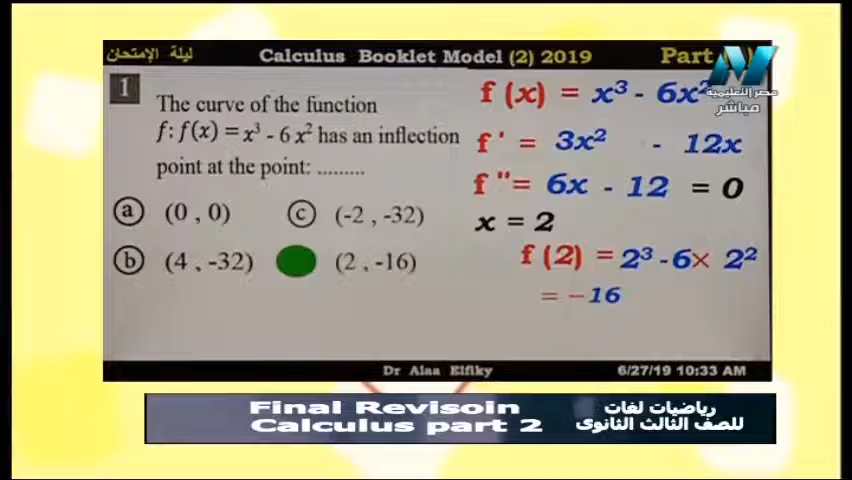 ليلة الإمتحان
Calculus Booklet Model (2) 2019
Part
مصر التعليمية
مباشر
1
The curve of the function
f: f(x) = x³ - 6 x² has an inflection
point at the point: .........
a (0 , 0)
c (-2 , -32)
b (4 , -32)
(2 , -16)
f (x) = x³ - 6x²
f ' = 3x² - 12x
f "= 6x - 12 = 0
x = 2
f (2) = 2³ -6× 2²
= -16
Dr Alaa Elfiky
6/27/19 10:33 AM
Final Revisoin
Calculus part 2
رياضيات لغات
للصف الثالث الثانوى